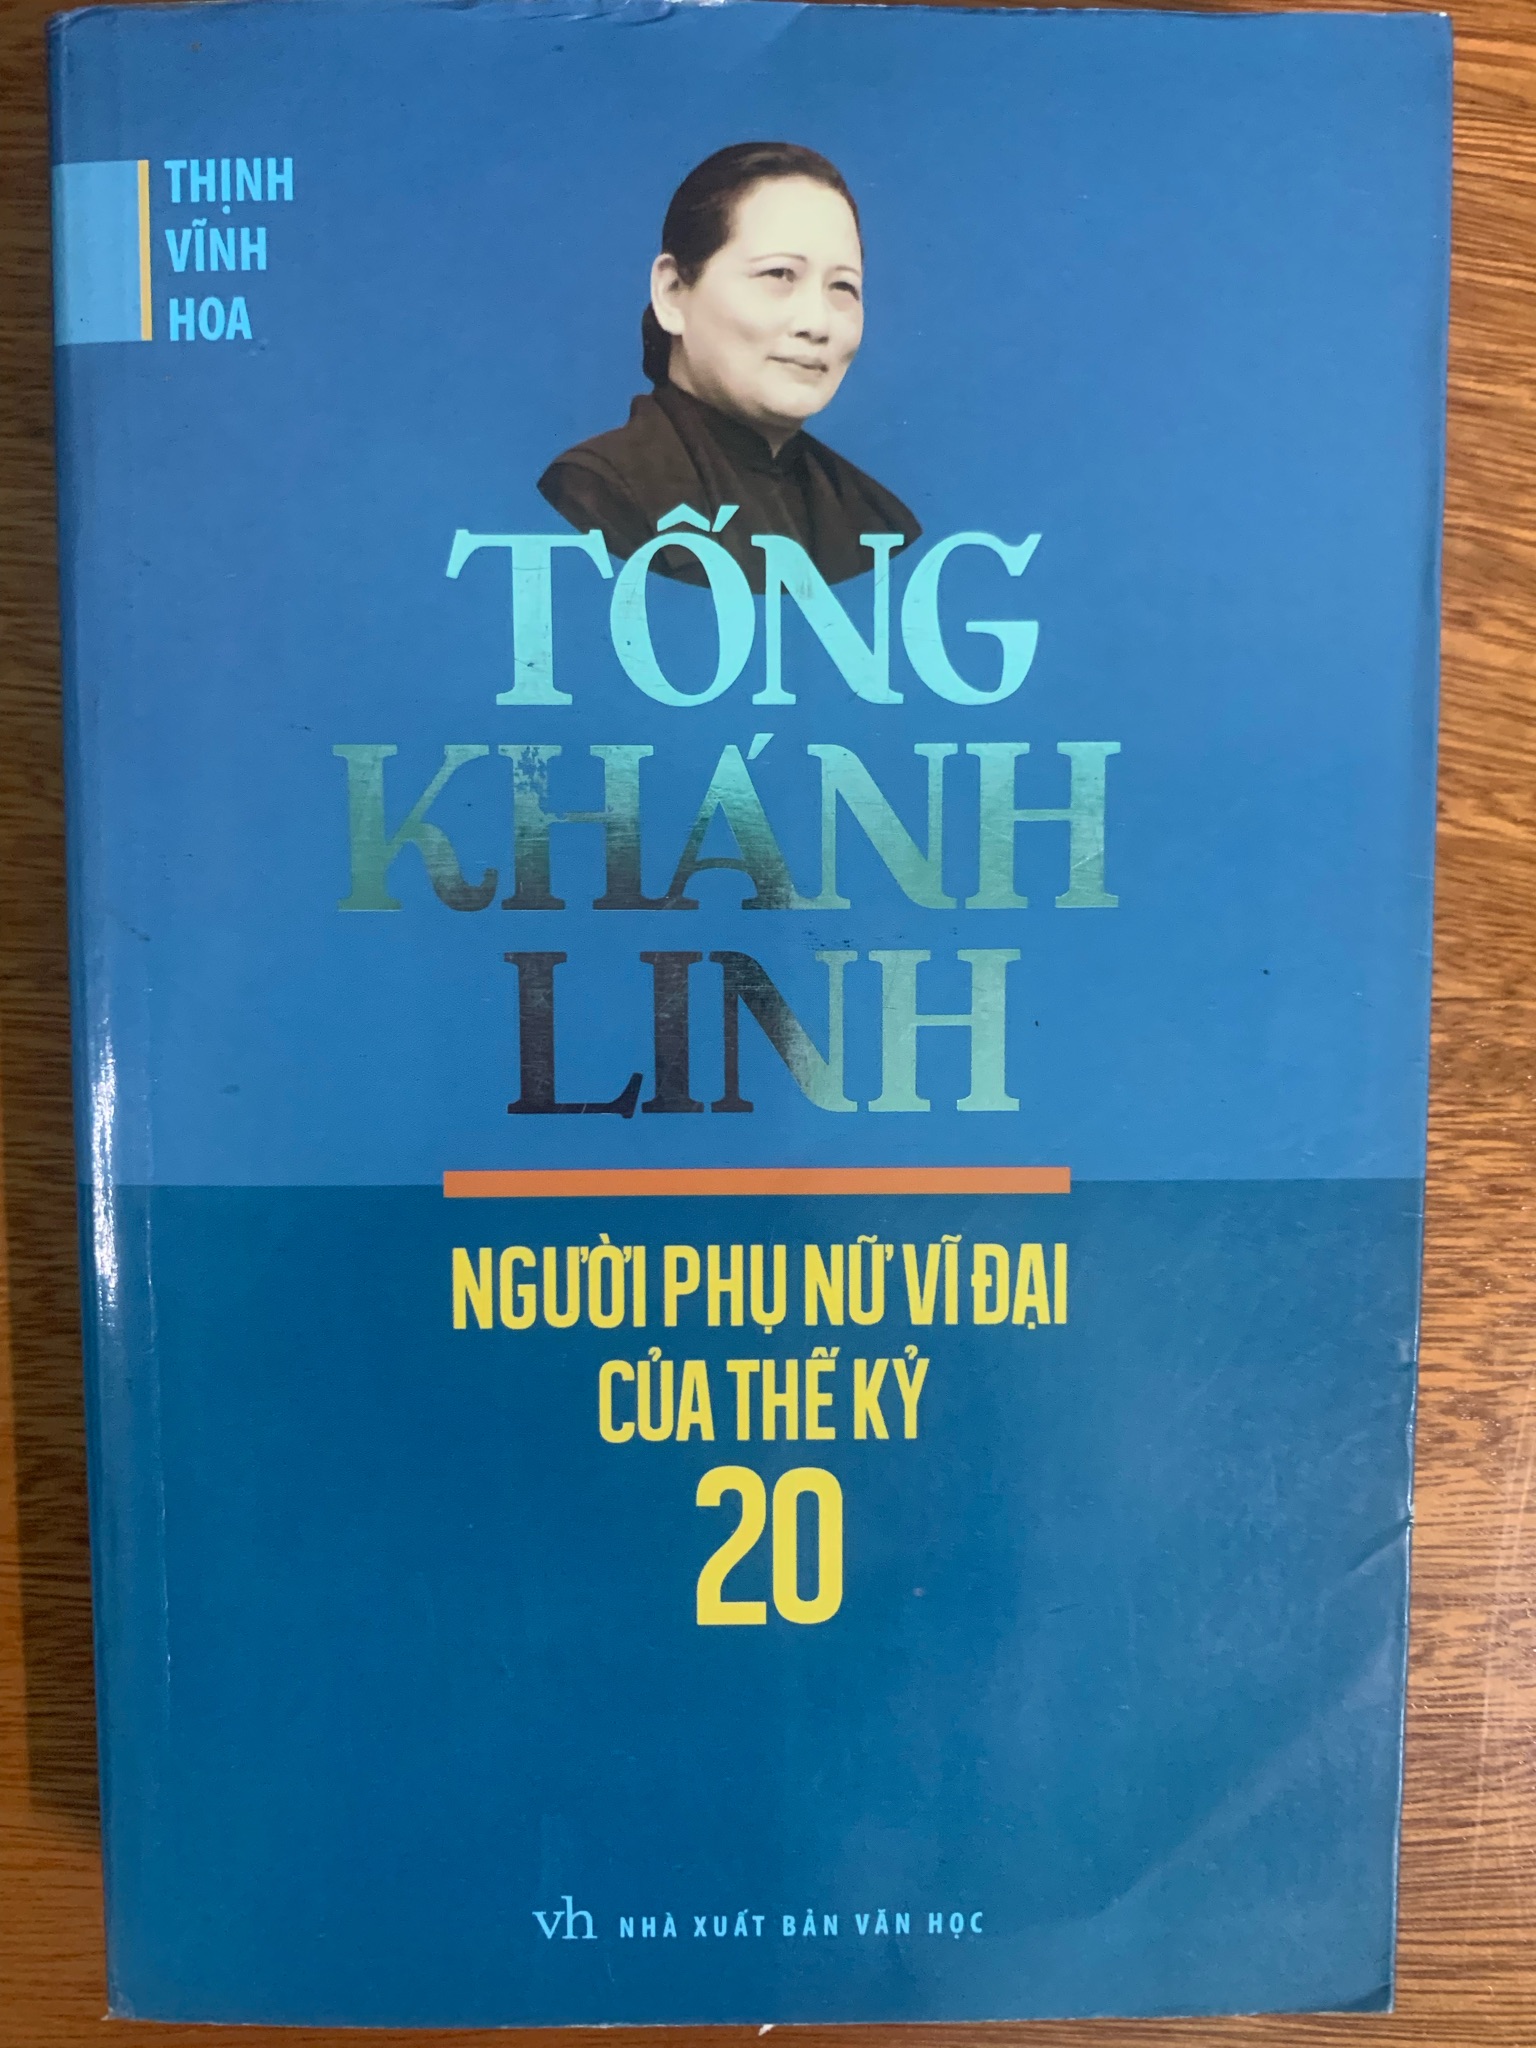 THỊNH
VĨNH
HOA
TỐNG
KHÁNH
LINH
NGƯỜI PHỤ NỮ VĨ ĐẠI
CỦA THẾ KỶ
20
vh NHÀ XUẤT BẢN VĂN HỌC